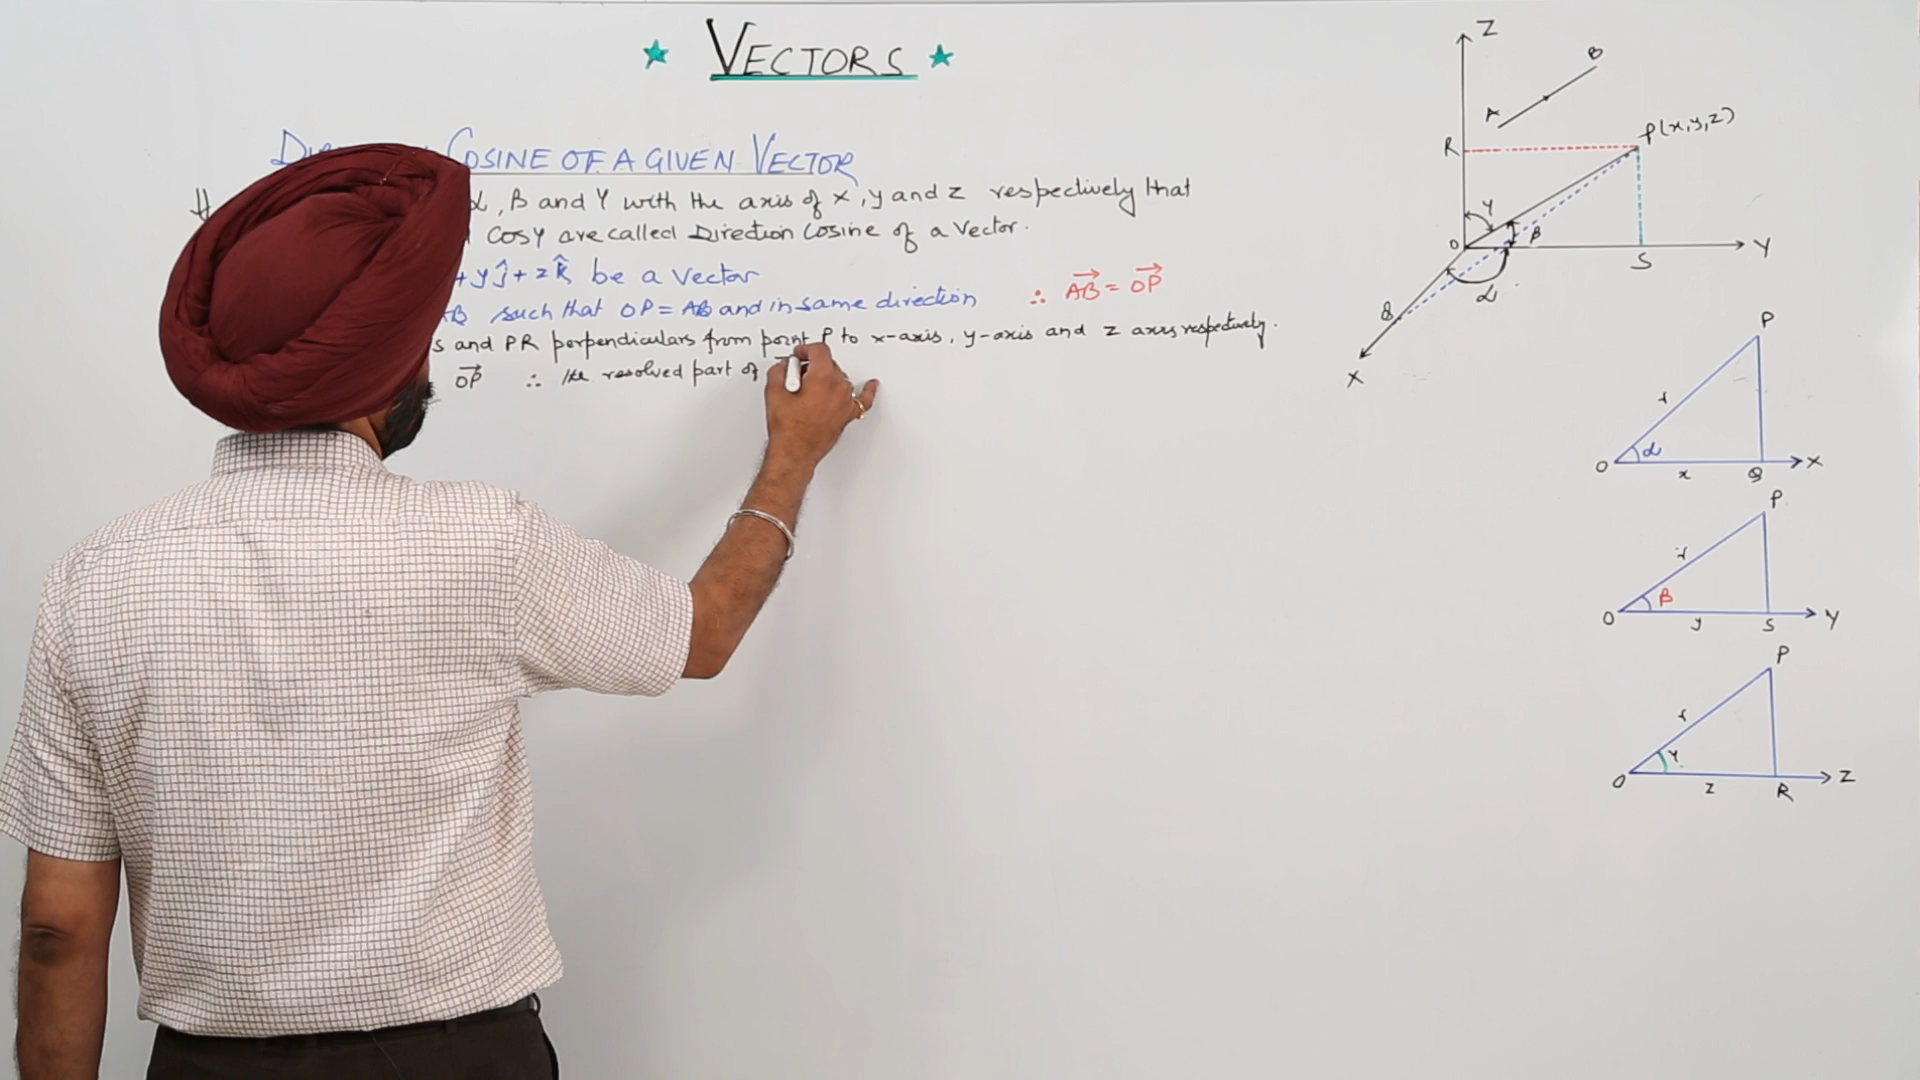 VECTORS
COSINE OF A GIVEN VECTOR
α, β and γ with the axis of x, y and z respectively that
cosγ are called Direction Cosine of a Vector.
+ yĵ + zk̂ be a Vector
AB such that OP = AB and in same direction ∴ AB→ = OP→
s and PR perpendiculars from point P to x-axis, y-axis and z axis respectively.
OP→ ∴ the resolved part of
Z
B
A
P(x,y,z)
R
γ
O
β
S
Y
α
Q
X
P
r
α
O
x
Q
X
P
r
β
O
y
S
Y
P
r
γ
O
z
R
Z